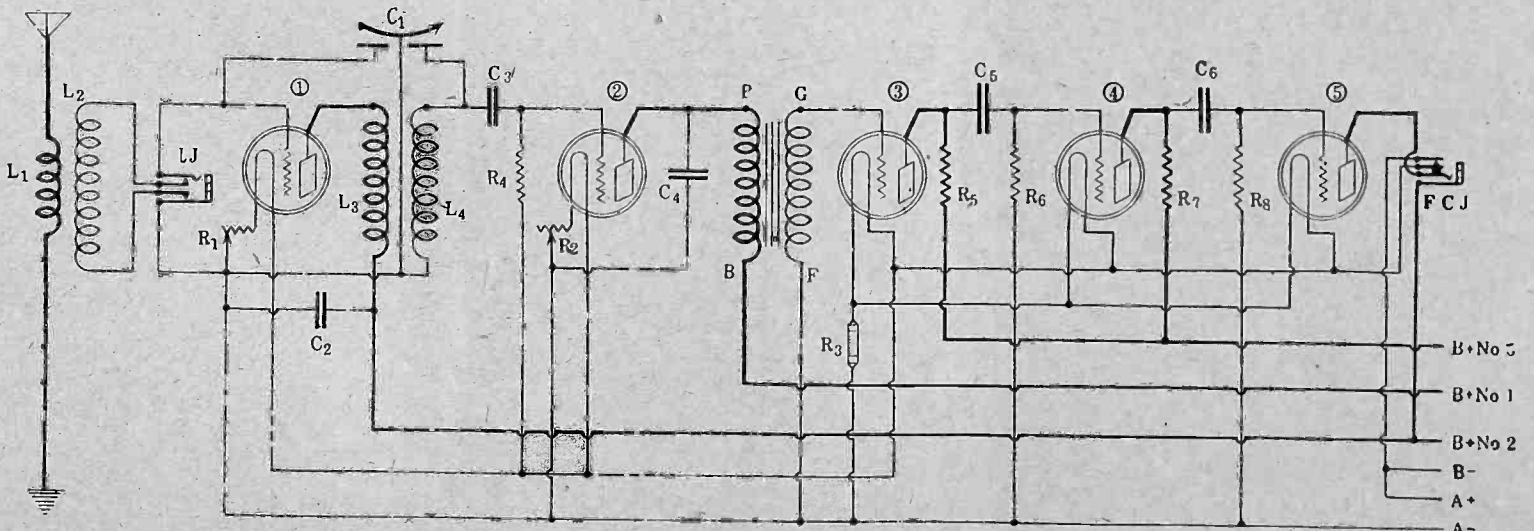 C1
L2
①
C3
②
P
G
③
C5
④
C6
⑤
L1
LJ
R4
C4
L3
L4
R5
R6
R7
R8
F C J
R1
R2
B
F
C2
R3
B+No
B+No 1
B+No 2
B-
A+
A-